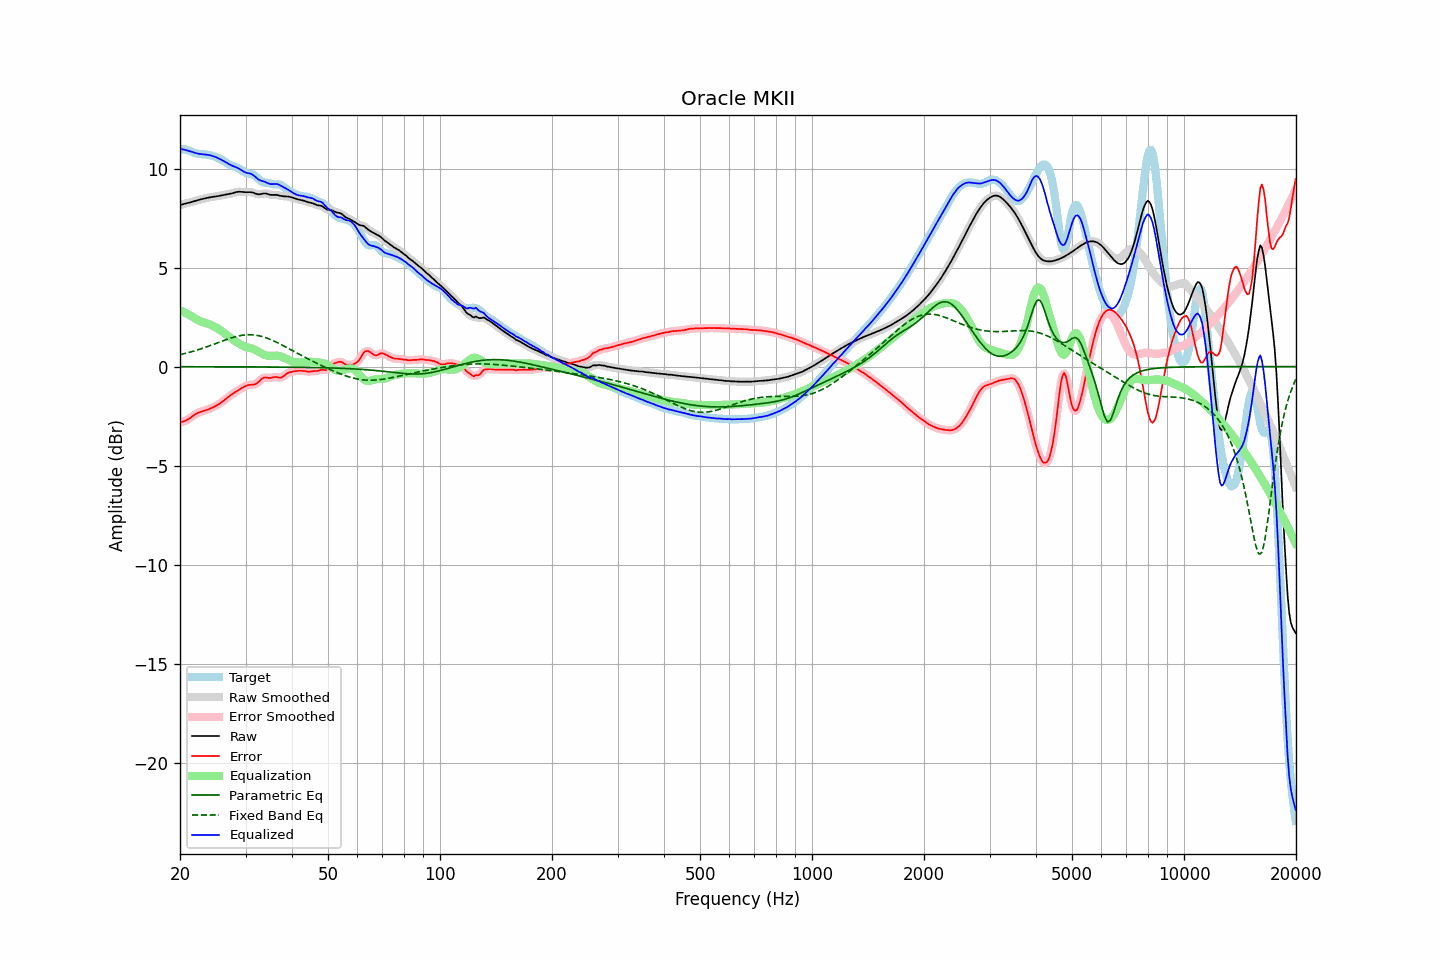 Oracle MKII
Amplitude (dBr)
10
5
0
−5
−10
−15
−20
Target
Raw Smoothed
Error Smoothed
Raw
Error
Equalization
Parametric Eq
Fixed Band Eq
Equalized
20 50 100 200 500 1000 2000 5000 10000 20000
Frequency (Hz)